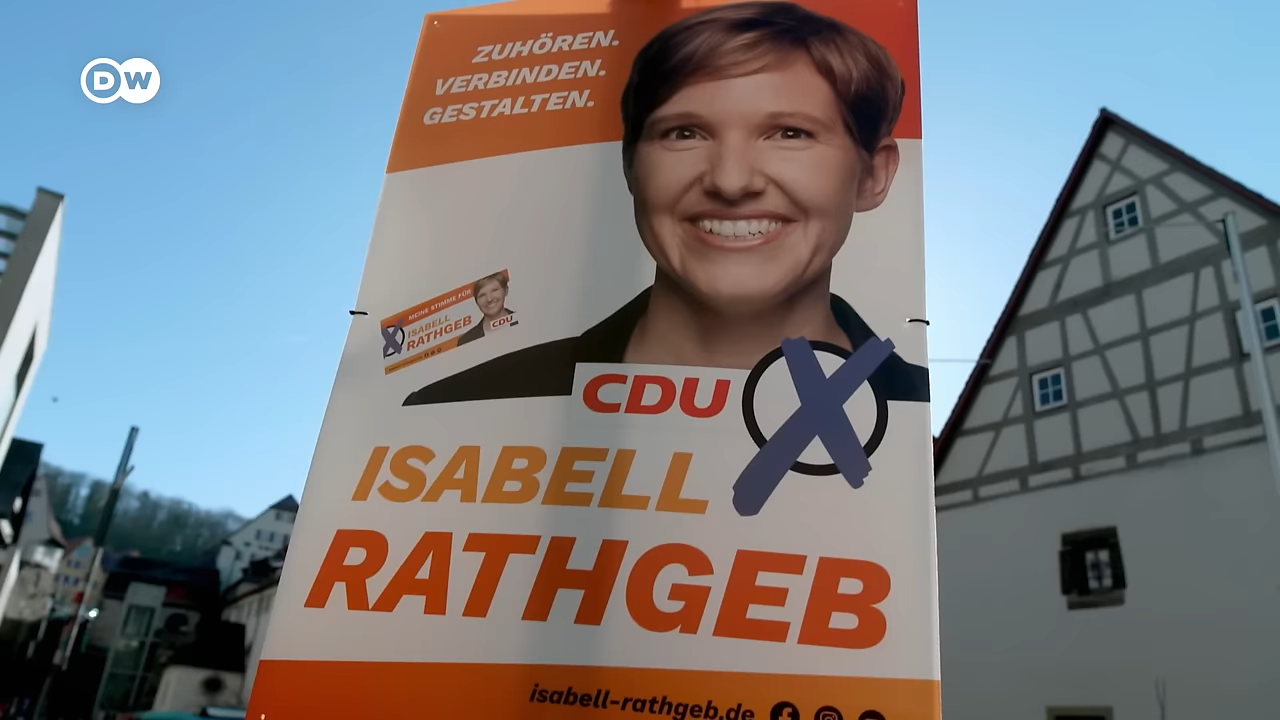 DW
ZUHÖREN.
VERBINDEN.
GESTALTEN.
MEINE STIMME FÜR
ISABELL
RATHGEB
CDU
CDU
ISABELL
RATHGEB
isabell-rathgeb.de